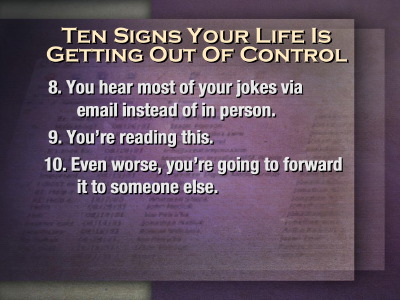 Ten Signs Your Life Is
Getting Out Of Control
8. You hear most of your jokes via
email instead of in person.
9. You're reading this.
10. Even worse, you're going to forward
it to someone else.